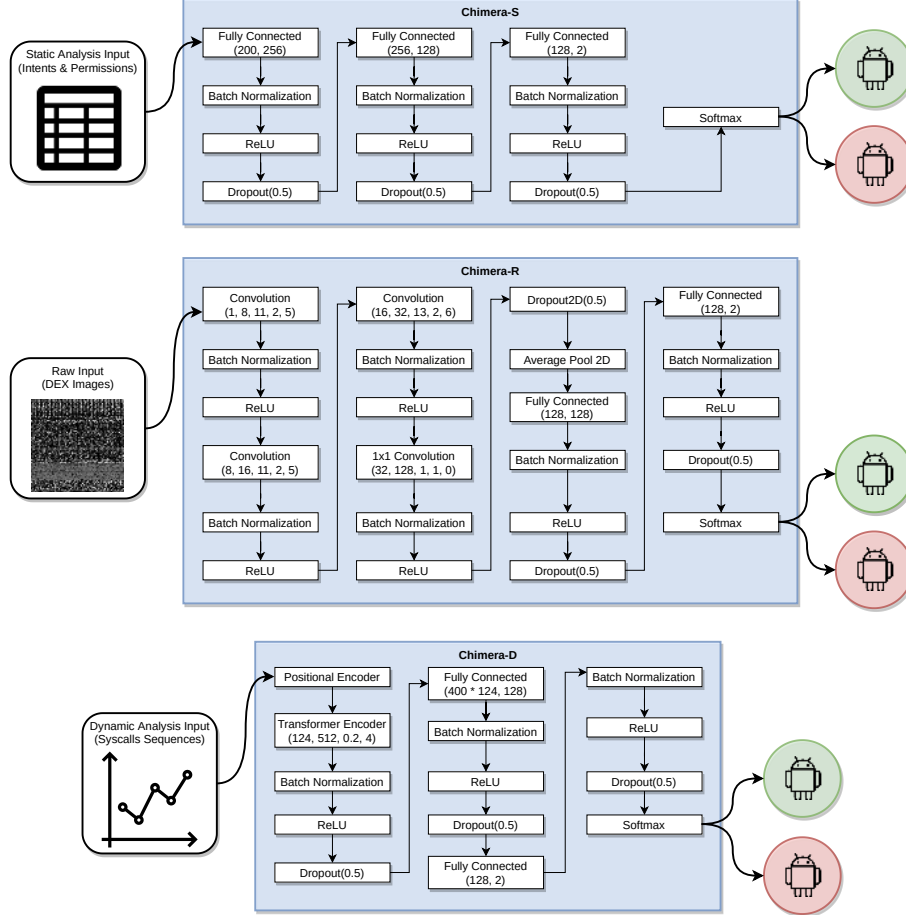 Chimera-S
Static Analysis Input
(Intents & Permissions)
Fully Connected
(200, 256)
Batch Normalization
ReLU
Dropout(0.5)
Fully Connected
(256, 128)
Batch Normalization
ReLU
Dropout(0.5)
Fully Connected
(128, 2)
Batch Normalization
ReLU
Dropout(0.5)
Softmax
Chimera-R
Raw Input
(DEX Images)
Convolution
(1, 8, 11, 2, 5)
Batch Normalization
ReLU
Convolution
(8, 16, 11, 2, 5)
Batch Normalization
ReLU
Convolution
(16, 32, 13, 2, 6)
Batch Normalization
ReLU
1x1 Convolution
(32, 128, 1, 1, 0)
Batch Normalization
ReLU
Dropout2D(0.5)
Average Pool 2D
Fully Connected
(128, 128)
Batch Normalization
ReLU
Dropout(0.5)
Fully Connected
(128, 2)
Batch Normalization
ReLU
Dropout(0.5)
Softmax
Chimera-D
Dynamic Analysis Input
(Syscalls Sequences)
Positional Encoder
Transformer Encoder
(124, 512, 0.2, 4)
Batch Normalization
ReLU
Dropout(0.5)
Fully Connected
(400 * 124, 128)
Batch Normalization
ReLU
Dropout(0.5)
Fully Connected
(128, 2)
Batch Normalization
ReLU
Dropout(0.5)
Softmax